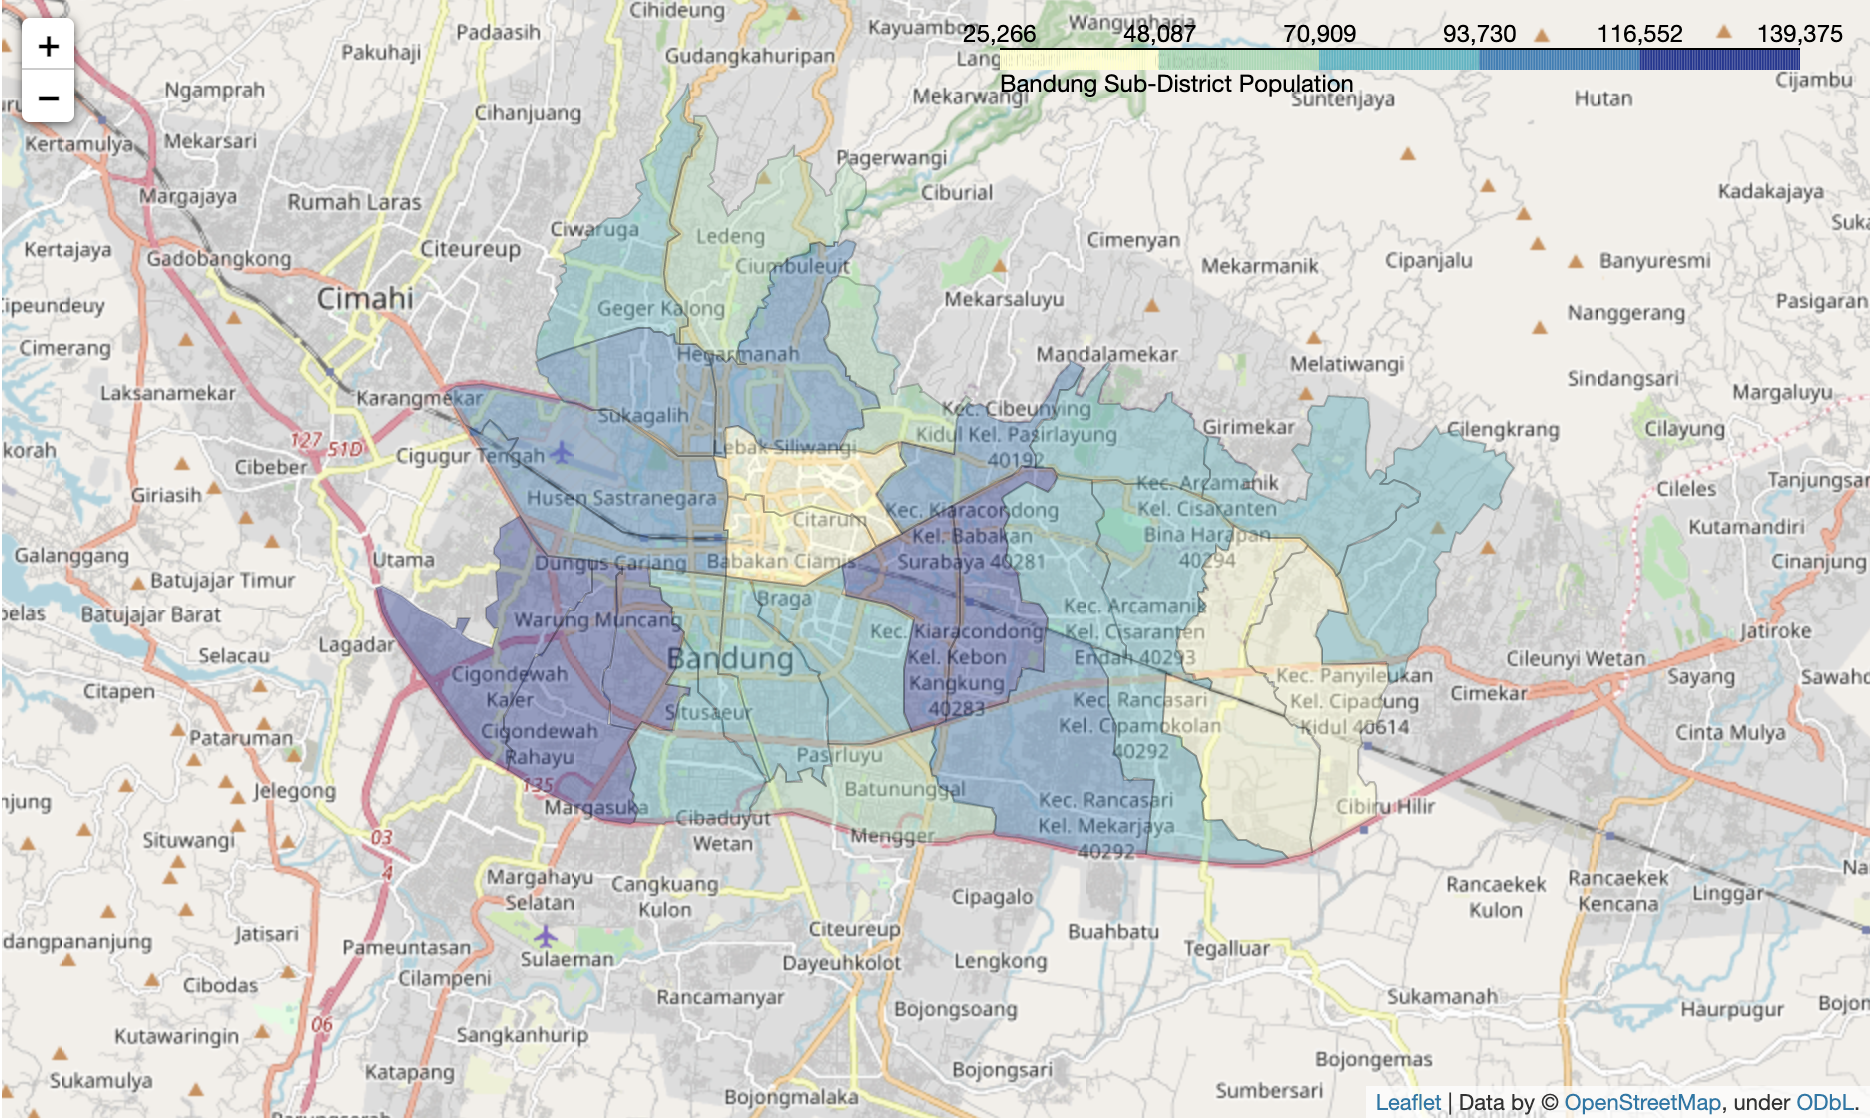 Cihideung
Wangunharja
Kayuambon
25,266
48,087
70,909
93,730
116,552
139,375
+
Padaasih
Pakuhaji
Gudangkahuripan
Cibodas
Bandung Sub-District Population
Cijambu
−
Ngamprah
Mekarwangi
Suntenjaya
Hutan
Cihanjuang
Kertamulya
Mekarsari
Pagerwangi
Margajaya
Rumah Laras
Ciburial
Kadakajaya
Ciwaruga
Ledeng
Cimenyan
Kertajaya
Gadobangkong
Citeureup
Ciumbuleuit
Mekarmanik
Cipanjalu
Banyuresmi
Cimahi
Geger Kalong
Mekarsaluyu
Nanggerang
Pasigaran
Cipeundeuy
Cimerang
Hegarmanah
Mandalamekar
Melatiwangi
Sindangsari
Margaluyu
Laksanamekar
Karangmekar
Sukagalih
Kec. Cibeunying
Kidul Kel. Pasirlayung
40192
Girimekar
Cilengkrang
Cilayung
127
51D
Cigugur Tengah
Lebak Siliwangi
Cibeber
Giriasih
Husen Sastranegara
Kec. Arcamanik
Kel. Cisaranten
Bina Harapan
40294
Cileles
Tanjungsar
Citarum
Kec. Kiaracondong
Kel. Babakan
Surabaya 40281
Kutamandiri
Galanggang
Utama
Dungus Cariang
Babakan Ciamis
Cinanjung
Batujajar Timur
Batujajar Barat
Braga
Warung Muncang
Kec. Arcamanik
Kel. Cisaranten
Endah 40293
Jatiroke
Lagadar
Selacau
Bandung
Kec. Kiaracondong
Kel. Kebon
Kangkung
40283
Cileunyi Wetan
Sayang
Citapen
Cigondewah
Kaler
Kec. Panyileukan
Kel. Cipadung
Kidul 40614
Cimekar
Situsaeur
Kec. Rancasari
Kel. Cipamokolan
40292
Pataruman
Cigondewah
Rahayu
Cinta Mulya
Pasirluyu
135
Jelegong
Margasuka
Batununggal
Kec. Rancasari
Kel. Mekarjaya
40292
Cibiru Hilir
Cibaduyut
Wetan
Mengger
Situwangi
03
4
Margahayu
Selatan
Cangkuang
Kulon
Cipagalo
Rancaekek
Kulon
Rancaekek
Kencana
Linggar
Jatisari
Pameuntasan
Citeureup
Buahbatu
Tegalluar
Sulaeman
Dayeuhkolot
Lengkong
Cibodas
Cilampeni
Rancamanyar
Bojongsoang
Sukamanah
Haurpugur
Kutawaringin
06
Sangkanhurip
Sukamulya
Katapang
Bojongsari
Bojongemas
Bojongmalaka
Sumbersari
Leaflet | Data by © OpenStreetMap, under ODbL.